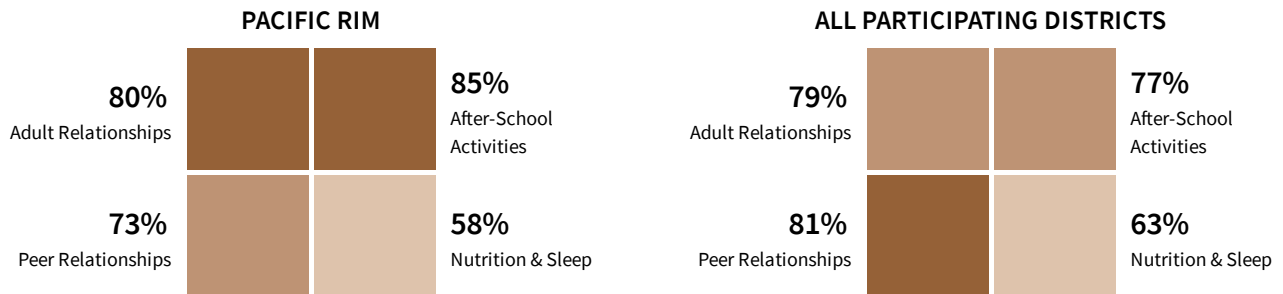 PACIFIC RIM
80%
Adult Relationships
85%
After-School
Activities
73%
Peer Relationships
58%
Nutrition & Sleep
ALL PARTICIPATING DISTRICTS
79%
Adult Relationships
77%
After-School
Activities
81%
Peer Relationships
63%
Nutrition & Sleep